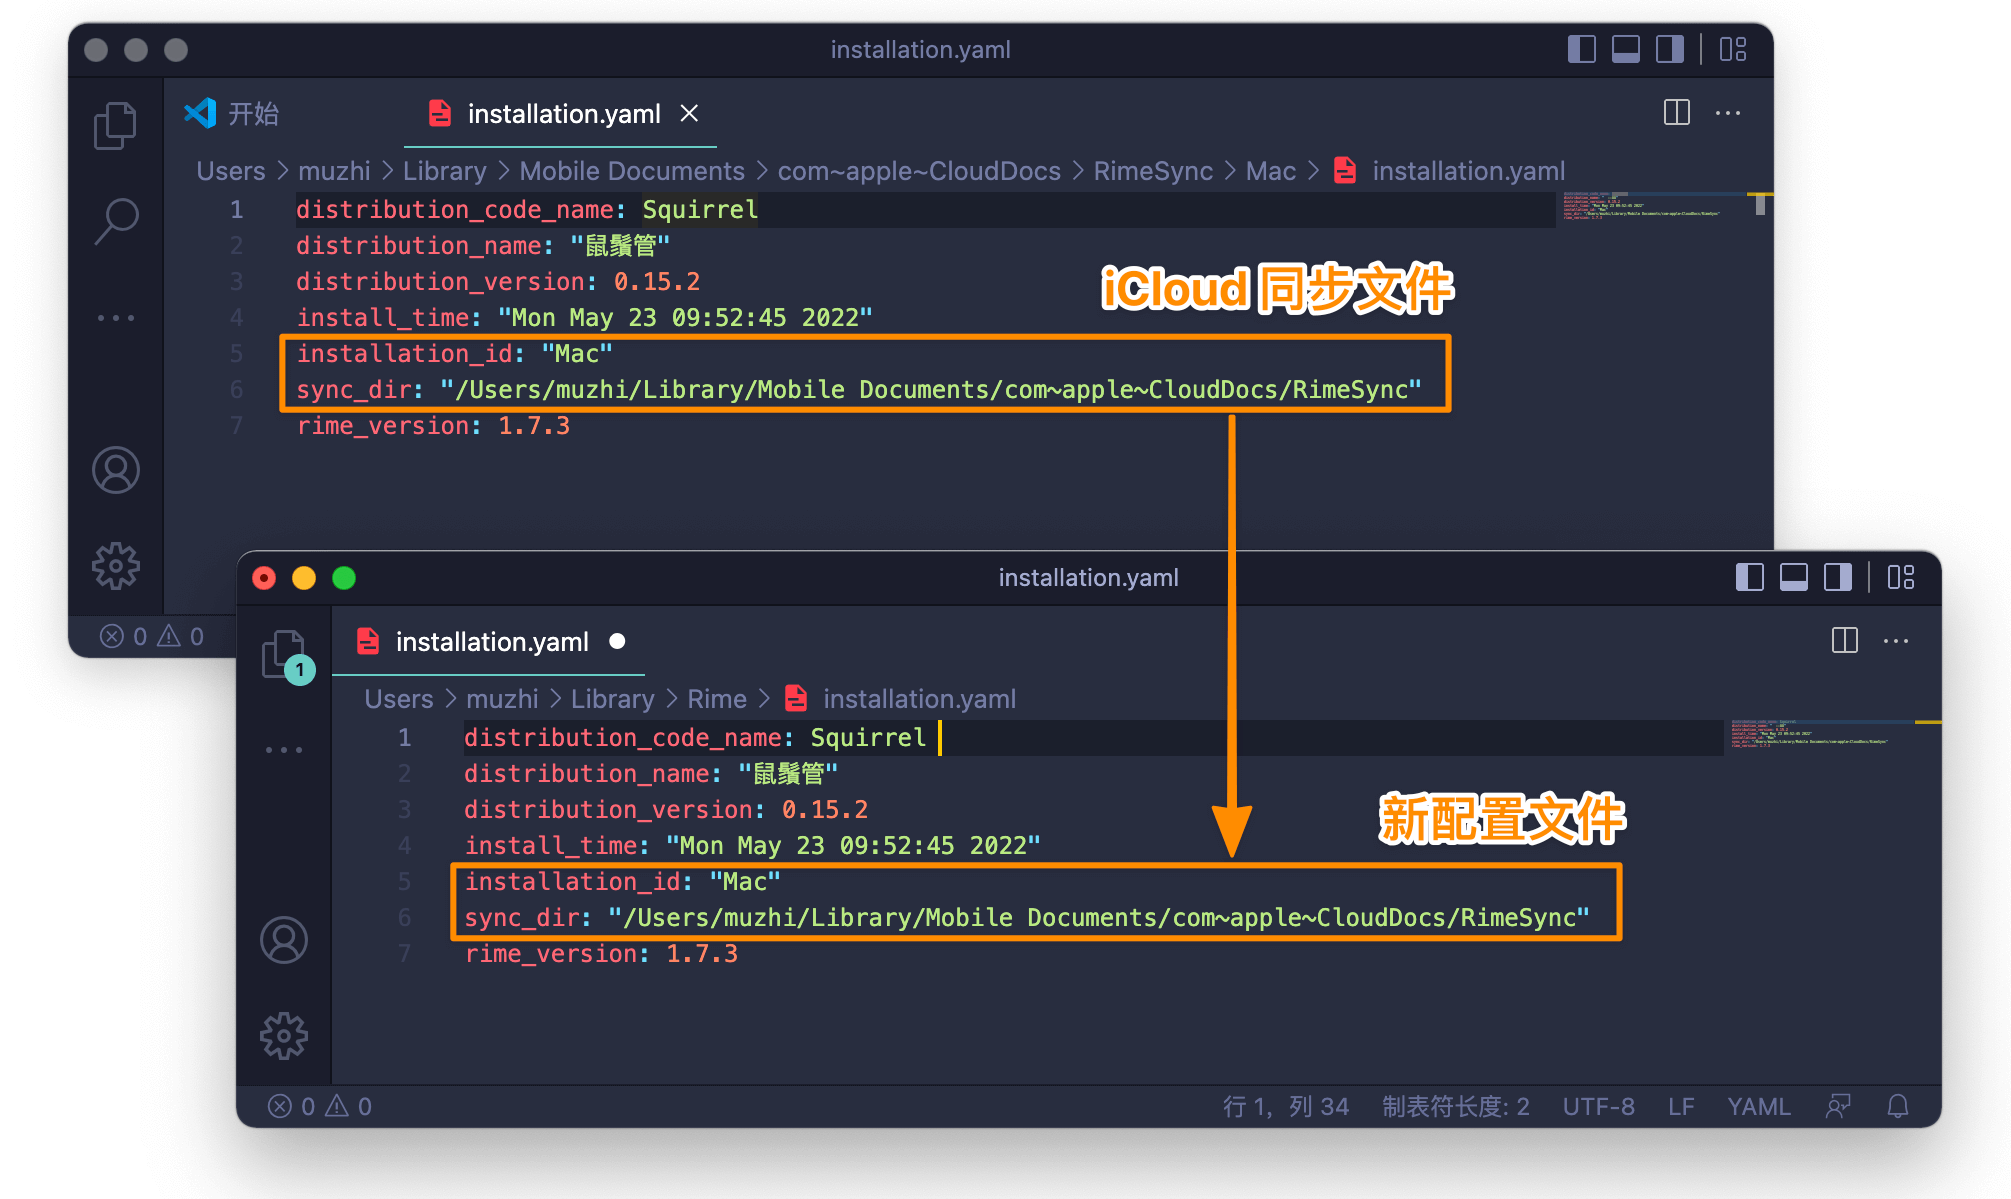 installation.yaml
开始
installation.yaml
Users > muzhi > Library > Mobile Documents > com~apple~CloudDocs > RimeSync > Mac > installation.yaml
1 distribution_code_name: Squirrel
2 distribution_name: "鼠鬚管"
3 distribution_version: 0.15.2
iCloud 同步文件
4 install_time: "Mon May 23 09:52:45 2022"
5 installation_id: "Mac"
6 sync_dir: "/Users/muzhi/Library/Mobile Documents/com~apple~CloudDocs/RimeSync"
7 rime_version: 1.7.3
0 0
installation.yaml
1
installation.yaml
Users > muzhi > Library > Rime > installation.yaml
1 distribution_code_name: Squirrel
2 distribution_name: "鼠鬚管"
3 distribution_version: 0.15.2
新配置文件
4 install_time: "Mon May 23 09:52:45 2022"
5 installation_id: "Mac"
6 sync_dir: "/Users/muzhi/Library/Mobile Documents/com~apple~CloudDocs/RimeSync"
7 rime_version: 1.7.3
0 0
行 1，列 34 制表符长度: 2 UTF-8 LF YAML